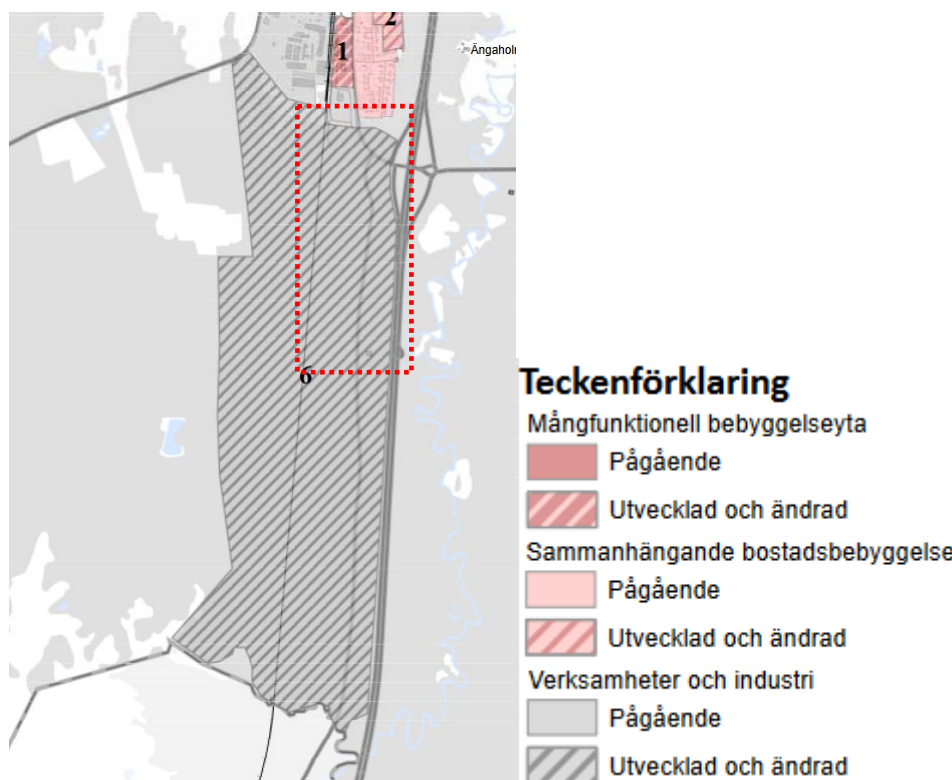 2
1
Ängaholm
6
Teckenförklaring
Mångfunktionell bebyggelseyta
Pågående
Utvecklad och ändrad
Sammanhängande bostadsbebyggelse
Pågående
Utvecklad och ändrad
Verksamheter och industri
Pågående
Utvecklad och ändrad